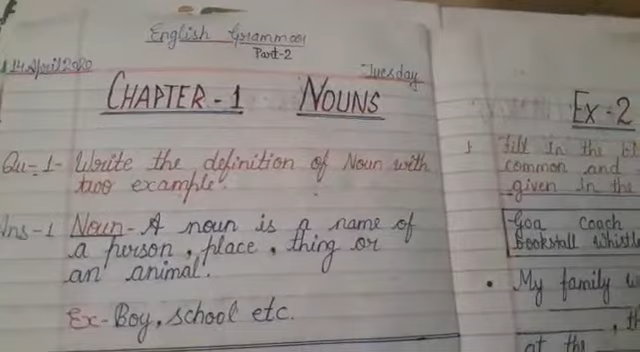 English Grammar
Part-2
14 April 2020
Tuesday
CHAPTER-1 NOUNS
Qu-1- Write the definition of Noun with
two example.
Ans-1 Noun- A noun is a name of
a person, place, thing or
an animal.
Ex- Boy, school etc.
Ex-2
Fill in the
common and
given in the
Goa Coach
Bookstall whistle
• My family
at the